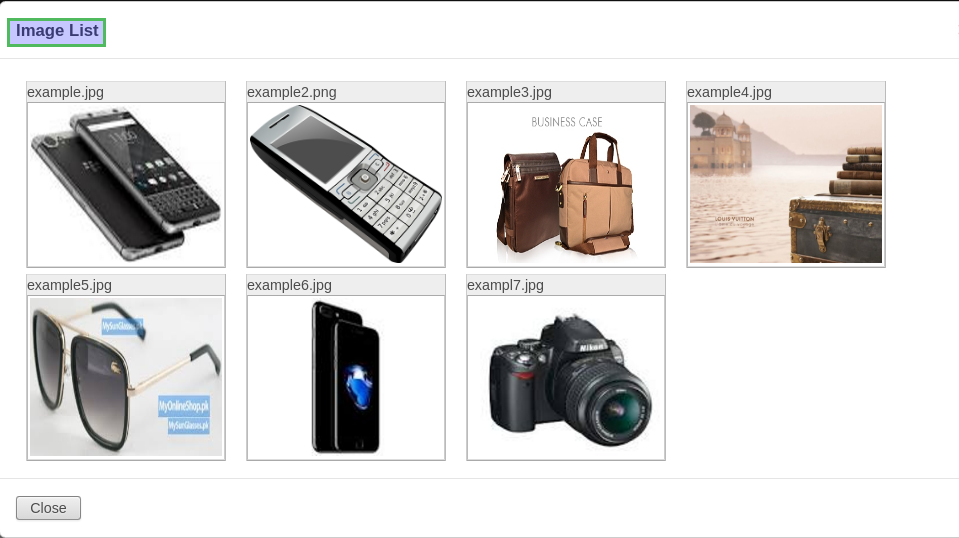 Image List
example.jpg
example2.png
example3.jpg
example4.jpg
BUSINESS CASE
LOUIS VUITTON
example5.jpg
example6.jpg
exampl7.jpg
MySunGlasses.pk
MyOnlineShop.pk
MySunGlasses.pk
Nikon
Close